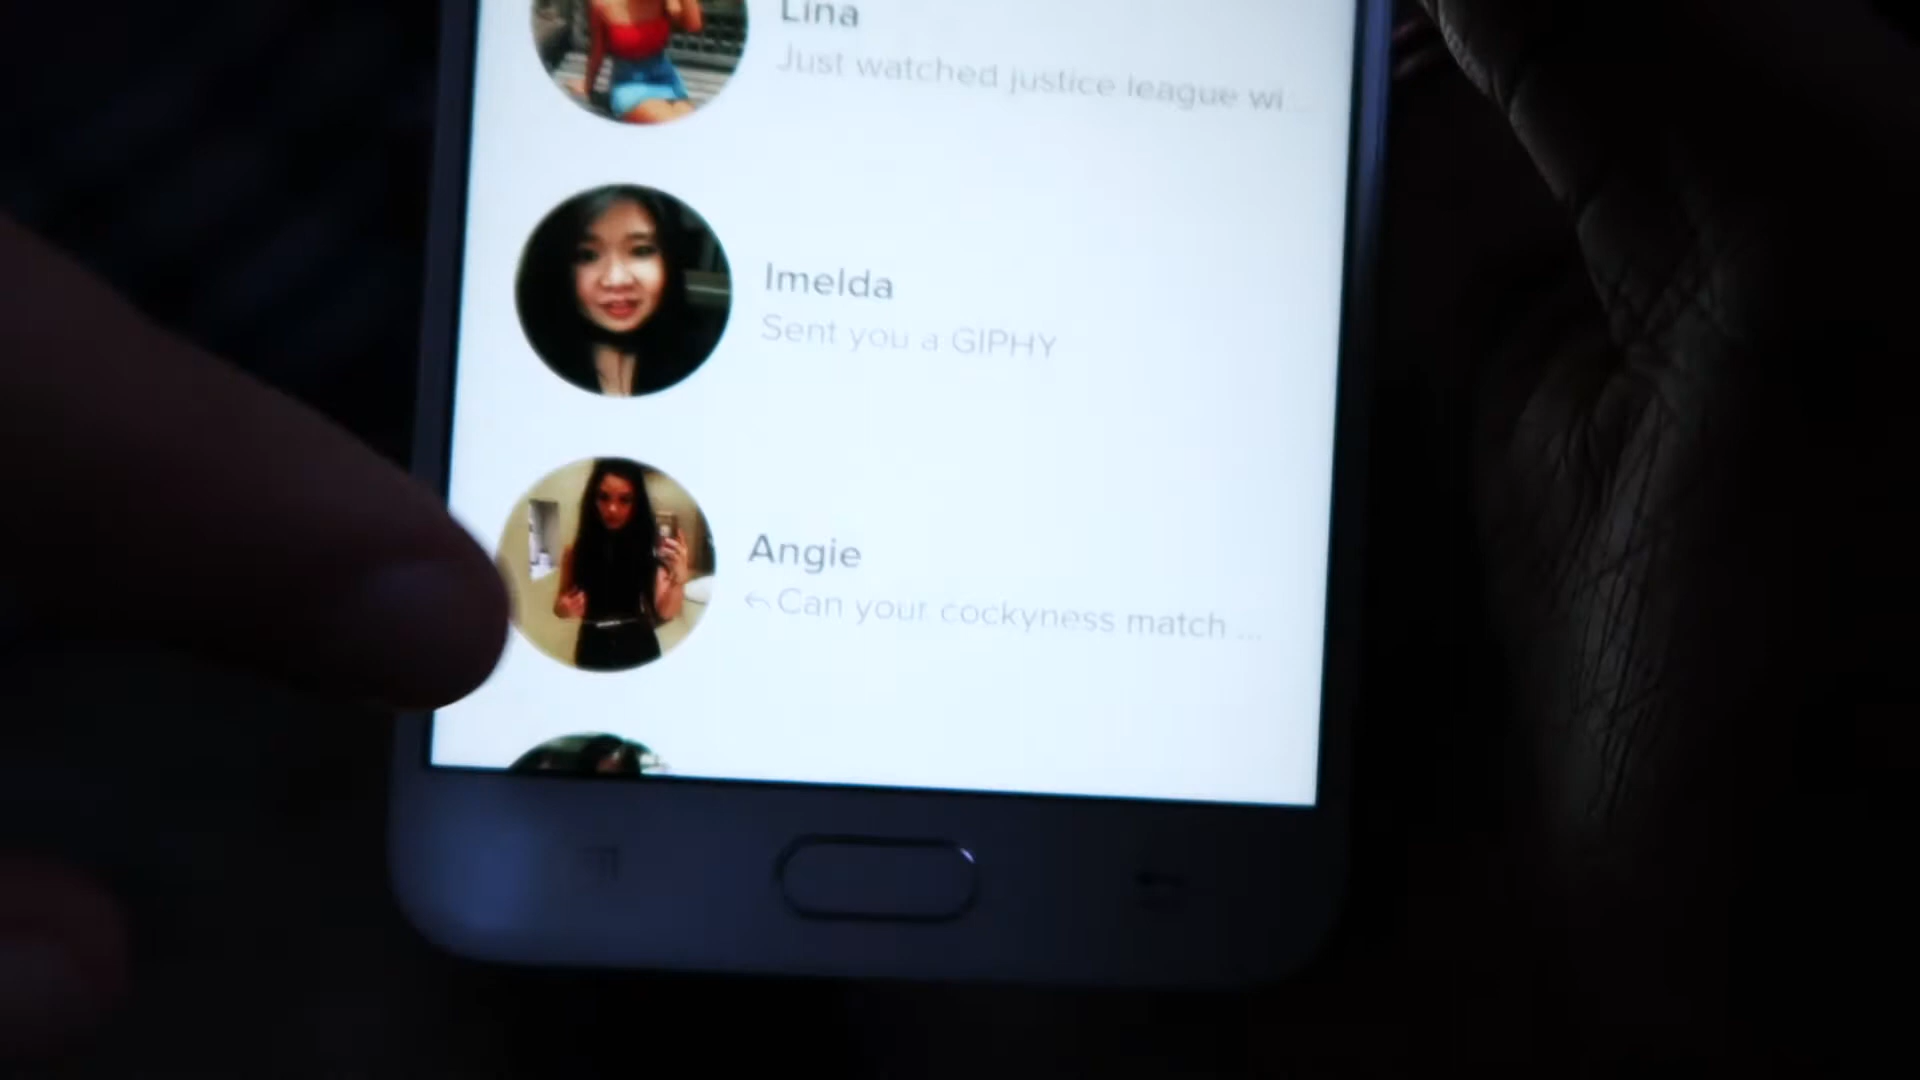 Lina
Just watched justice league wi
Imelda
Sent you a GIPHY
Angie
Can your cockyness match ...